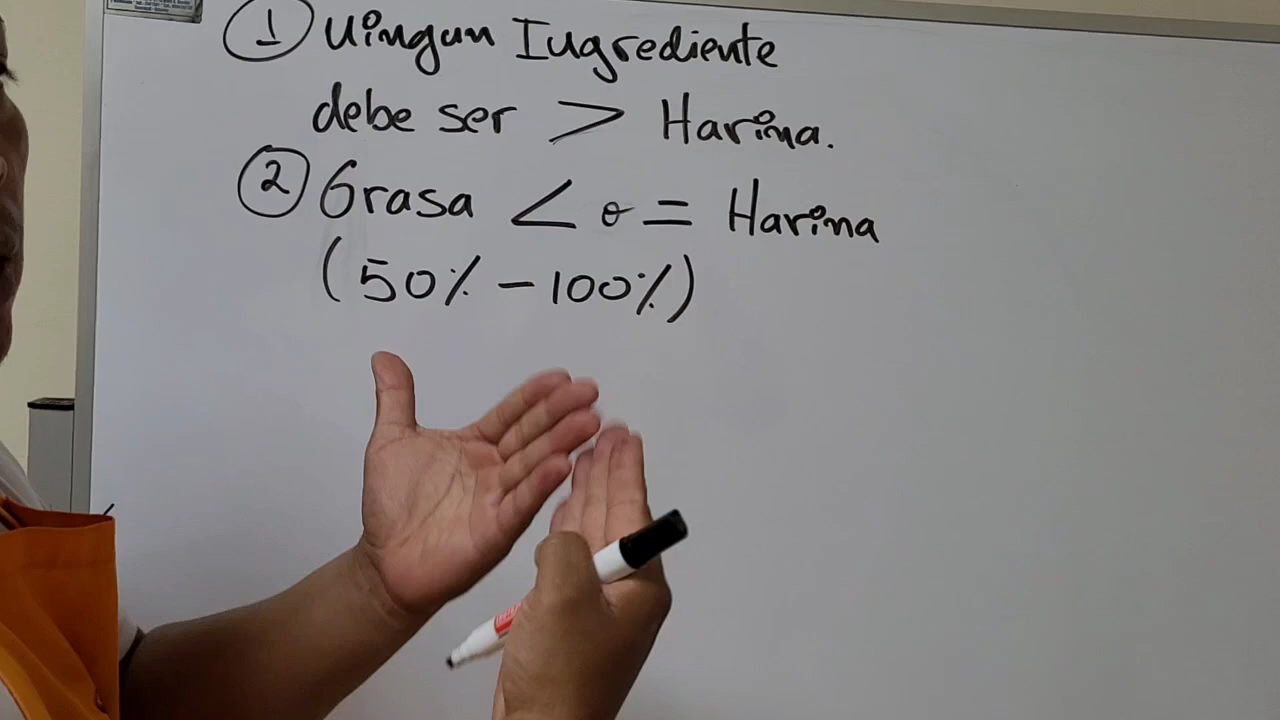 ① Ningun Ingrediente
debe ser > Harina.
② Grasa < o = Harina
(50% - 100%)